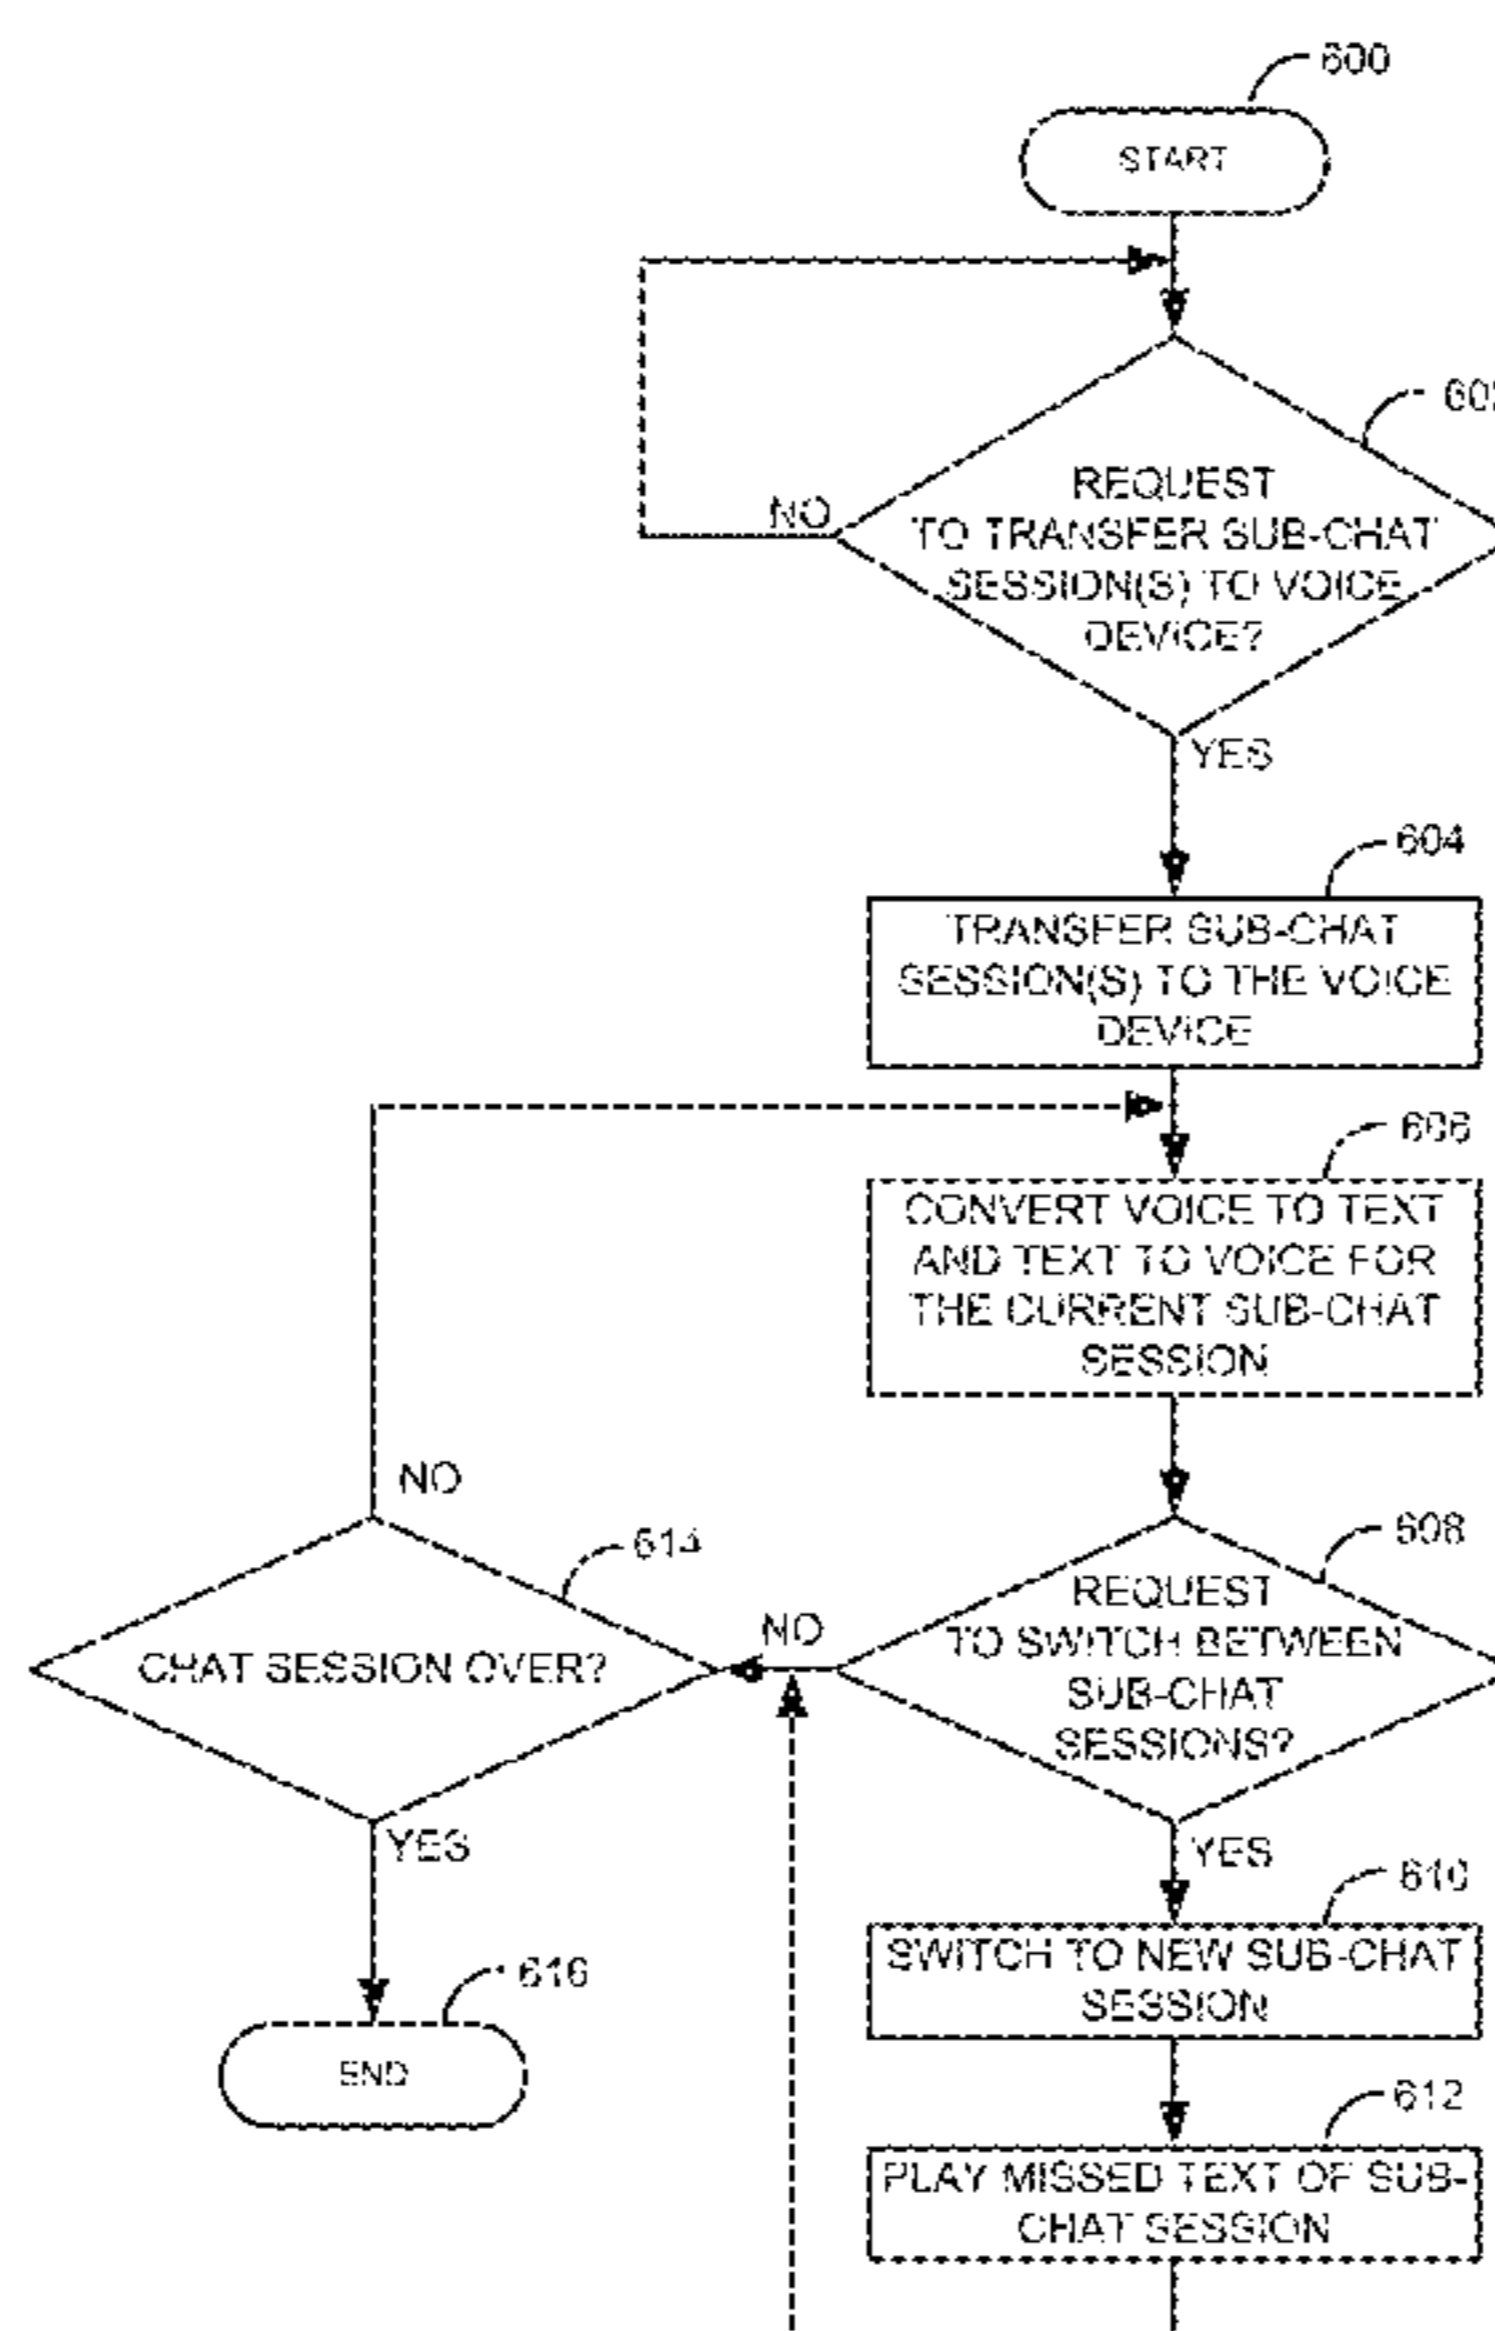 600
START
REQUEST
TO TRANSFER SUB-CHAT
SESSION(S) TO VOICE
DEVICE?
NO
YES
604
TRANSFER SUB-CHAT
SESSION(S) TO THE VOICE
DEVICE
606
CONVERT VOICE TO TEXT
AND TEXT TO VOICE FOR
THE CURRENT SUB-CHAT
SESSION
608
REQUEST
TO SWITCH BETWEEN
SUB-CHAT
SESSIONS?
NO
YES
614
CHAT SESSION OVER?
NO
YES
616
END
610
SWITCH TO NEW SUB-CHAT
SESSION
612
PLAY MISSED TEXT OF SUB-
CHAT SESSION